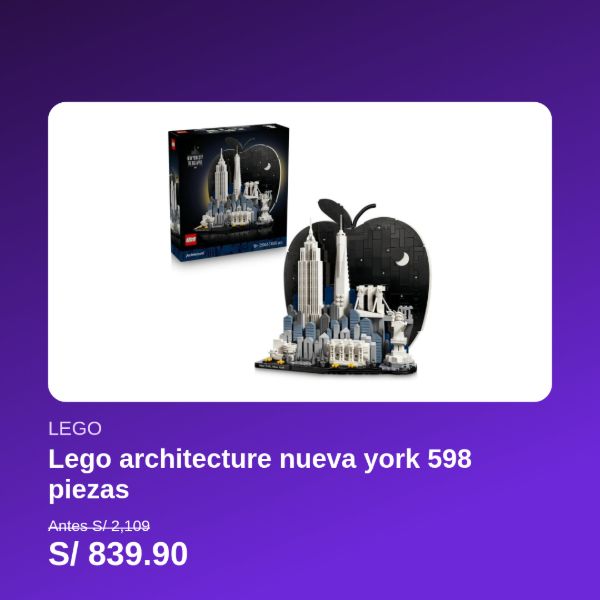 LEGO
Lego architecture nueva york 598
piezas
Antes S/ 2,109
S/ 839.90